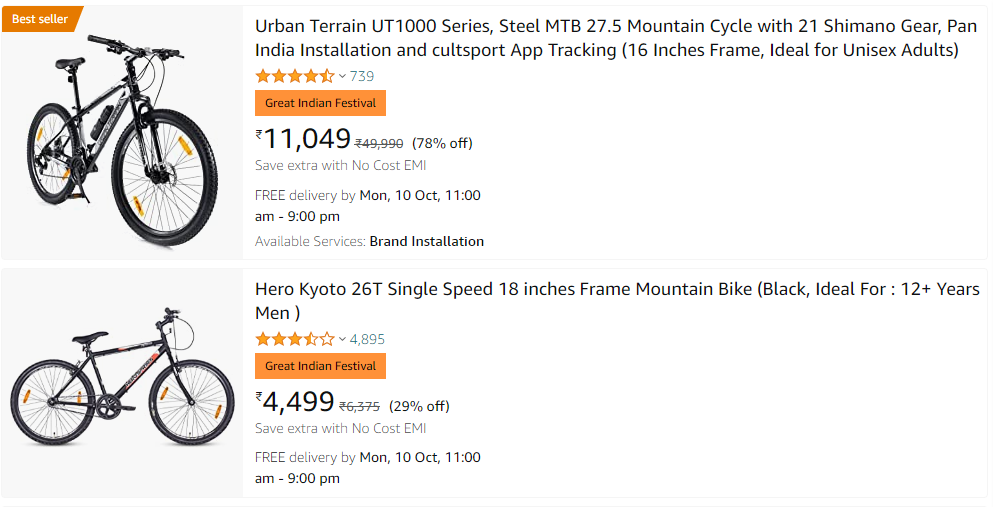 Best seller
Urban Terrain UT1000 Series, Steel MTB 27.5 Mountain Cycle with 21 Shimano Gear, Pan
India Installation and cultsport App Tracking (16 Inches Frame, Ideal for Unisex Adults)
739
Great Indian Festival
₹11,049 ₹49,990 (78% off)
Save extra with No Cost EMI
FREE delivery by Mon, 10 Oct, 11:00
am - 9:00 pm
Available Services: Brand Installation
Hero Kyoto 26T Single Speed 18 inches Frame Mountain Bike (Black, Ideal For : 12+ Years
Men )
4,895
Great Indian Festival
₹4,499 ₹6,375 (29% off)
Save extra with No Cost EMI
FREE delivery by Mon, 10 Oct, 11:00
am - 9:00 pm